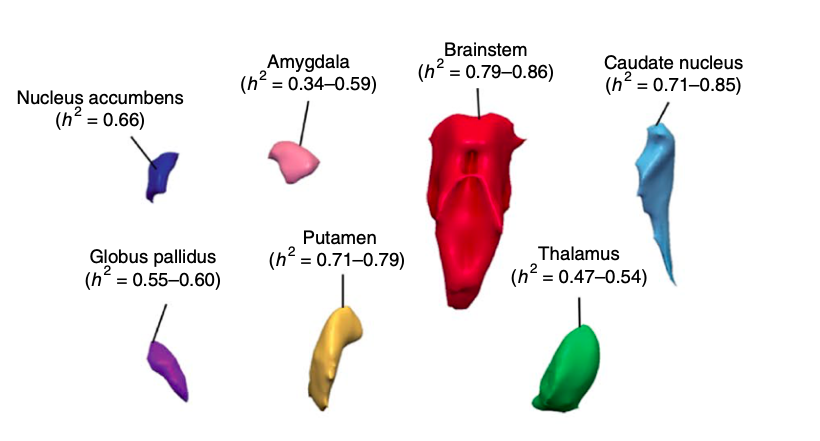 Nucleus accumbens
(h² = 0.66)
Amygdala
(h² = 0.34–0.59)
Brainstem
(h² = 0.79–0.86)
Caudate nucleus
(h² = 0.71–0.85)
Globus pallidus
(h² = 0.55–0.60)
Putamen
(h² = 0.71–0.79)
Thalamus
(h² = 0.47–0.54)